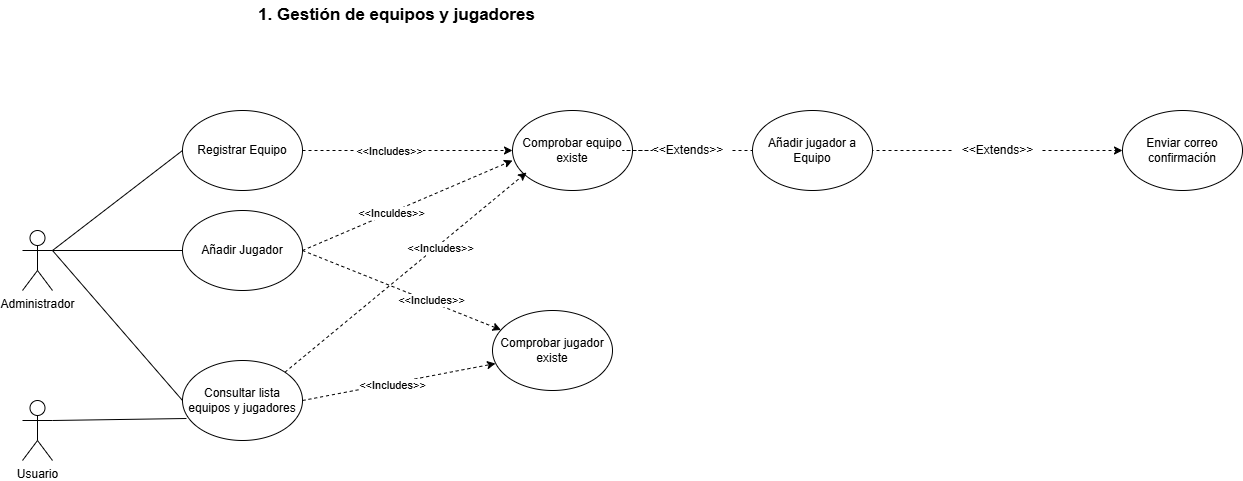 1. Gestión de equipos y jugadores
Registrar Equipo
<<Includes>>
Comprobar equipo
existe
<<Extends>>
Añadir jugador a
Equipo
<<Extends>>
Enviar correo
confirmación
<<Inculdes>>
Añadir Jugador
<<Includes>>
Administrador
<<Includes>>
Comprobar jugador
existe
Consultar lista
equipos y jugadores
<<Includes>>
Usuario